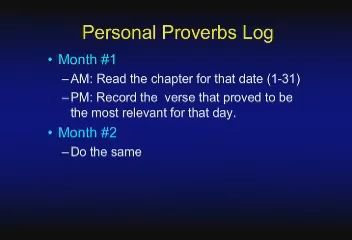 Personal Proverbs Log
• Month #1
–AM: Read the chapter for that date (1-31)
–PM: Record the  verse that proved to be
the most relevant for that day.
• Month #2
–Do the same